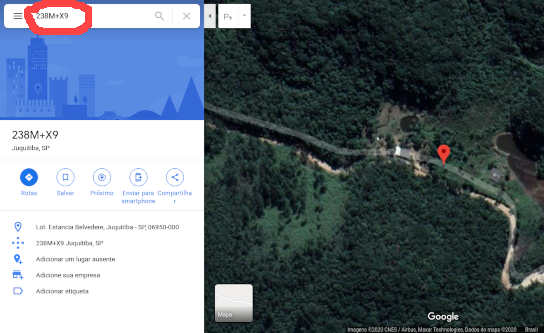 238M+X9
238M+X9
Juquitiba, SP
Rotas
Salvar
Próximo
Enviar para
smartphone
Compartilha
r
Lot. Estancia Belvedere, Juquitiba - SP, 06950-000
238M+X9 Juquitiba, SP
Adicionar um lugar ausente
Adicione sua empresa
Adicionar etiqueta
Mapa
Google
Imagens ©2020 CNES / Airbus, Maxar Technologies, Dados do mapa ©2020
Brasil